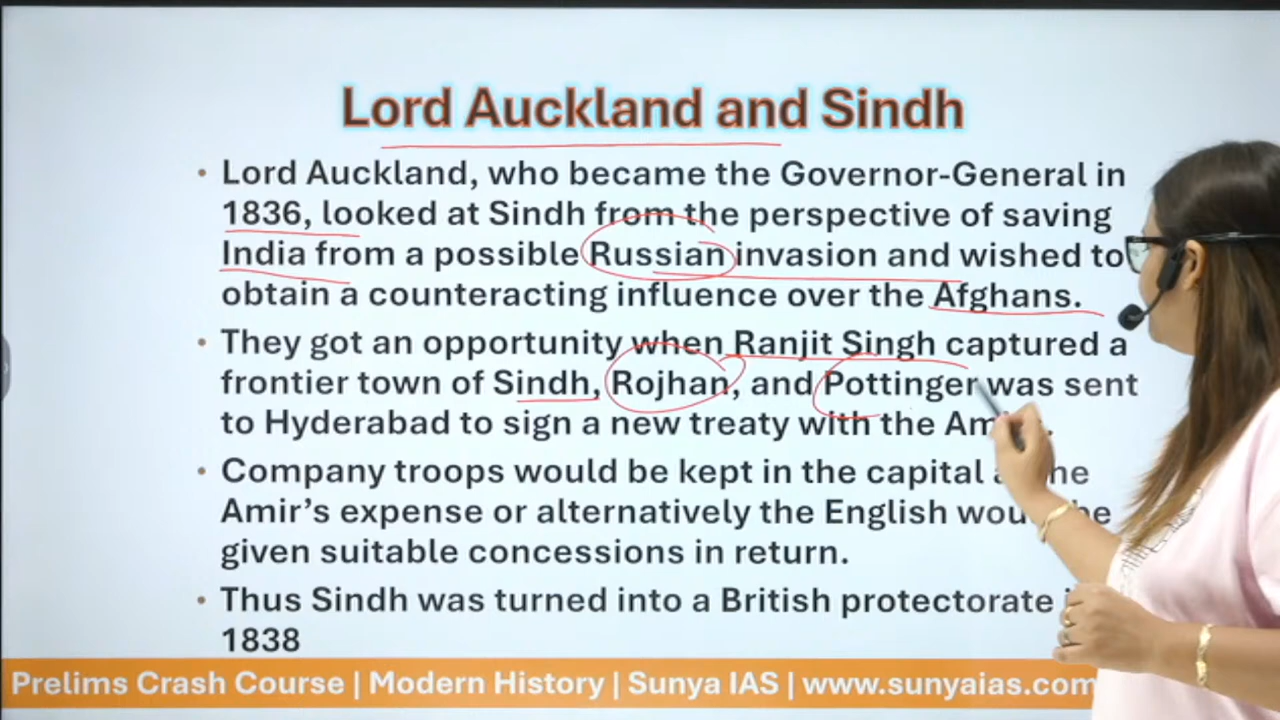 Lord Auckland and Sindh
• Lord Auckland, who became the Governor-General in
1836, looked at Sindh from the perspective of saving
India from a possible Russian invasion and wished to
obtain a counteracting influence over the Afghans.
• They got an opportunity when Ranjit Singh captured a
frontier town of Sindh, Rojhan, and Pottinger was sent
to Hyderabad to sign a new treaty with the
• Company troops would be kept in the capital
Amir's expense or alternatively the English
given suitable concessions in return.
• Thus Sindh was turned into a British protectorate
1838
Prelims Crash Course | Modern History | Sunya IAS | www.sunyaias.com